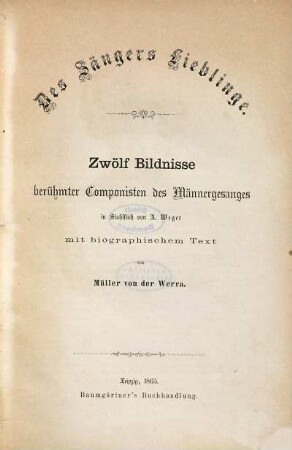 Des Sängers Lieblinge.
Zwölf Bildnisse
berühmter Componisten des Männergesanges
in Stahlstich von A. Weger
mit biographischem Text
von
Müller von der Werra.
Leipzig, 1865.
Baumgärtner's Buchhandlung.